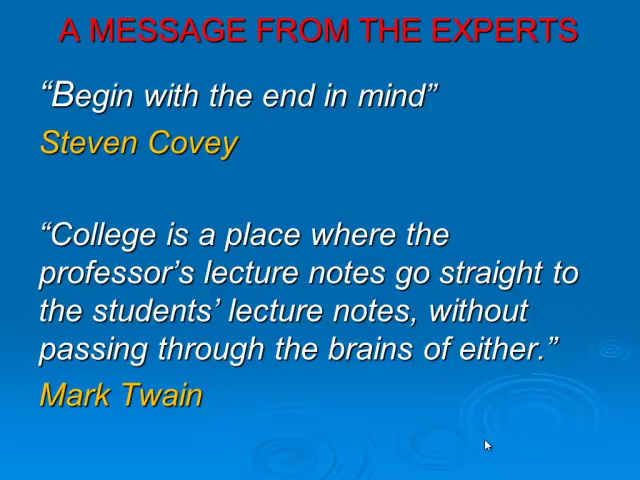 A MESSAGE FROM THE EXPERTS
“Begin with the end in mind”
Steven Covey
“College is a place where the
professor’s lecture notes go straight to
the students’ lecture notes, without
passing through the brains of either.”
Mark Twain